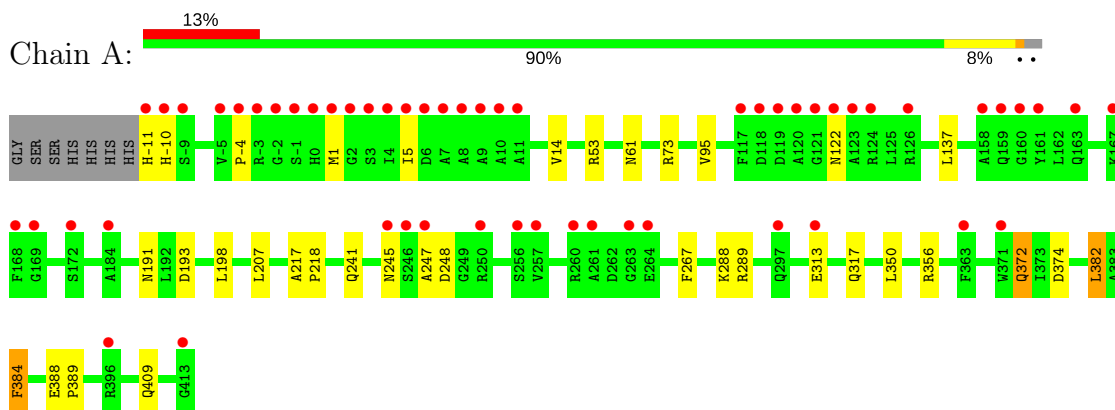 13%
Chain A:
90% 8% • •
GLY SER SER HIS HIS HIS HIS H-11 H-10 S-9 V-5 P-4 R-3 G-2 S-1 H0 M1 G2 S3 I4 I5 D6 A7 A8 A9 A10 A11 V14 R53 N61 R73 V95 F117 D118 D119 A120 G121 N122 A123 R124 L125 R126 L137 A158 Q159 G160 Y161 L162 Q163 K167
F168 G169 S172 A184 N191 L192 D193 L198 L207 A217 P218 Q241 N245 S246 A247 D248 G249 R250 S256 V257 R260 A261 D262 G263 E264 F267 K288 R289 Q297 E313 Q317 L350 R356 F363 W371 Q372 I373 D374 L382 A383
F384 E388 P389 R396 Q409 G413